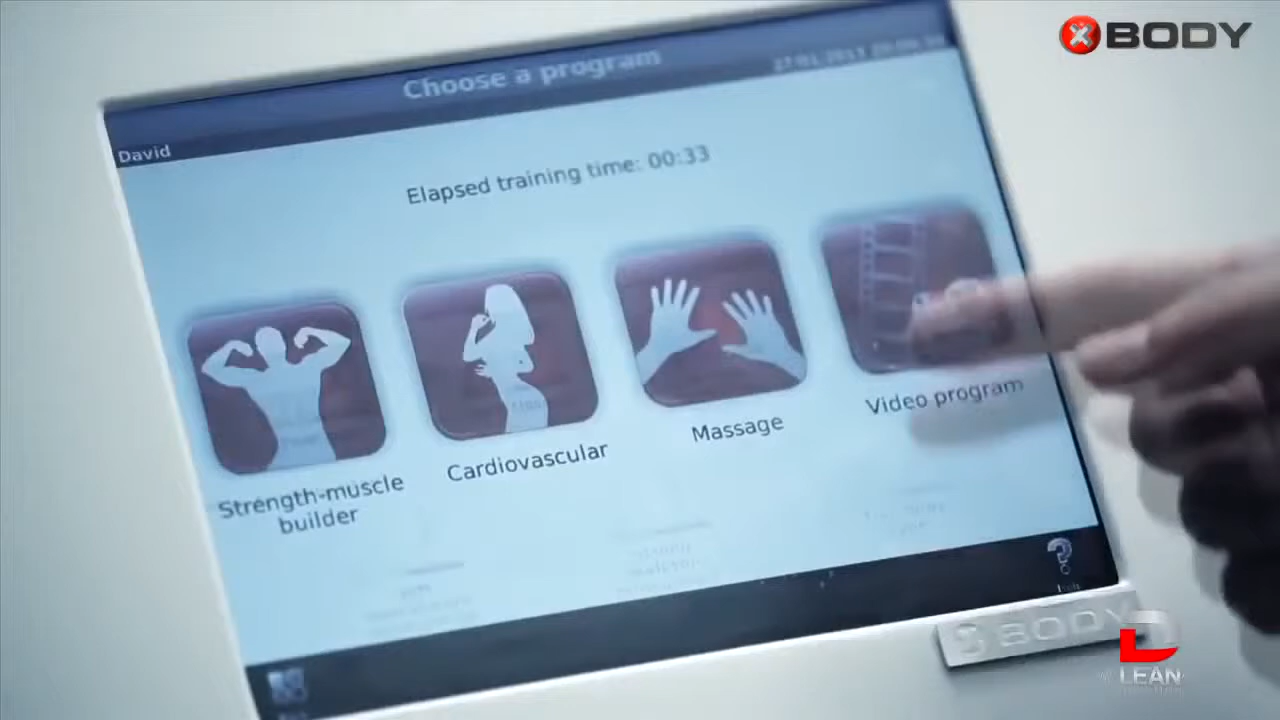 X BODY
Choose a program
David
Elapsed training time: 00:33
Strength-muscle
builder
Cardiovascular
Massage
Video program
BODY
LEAN